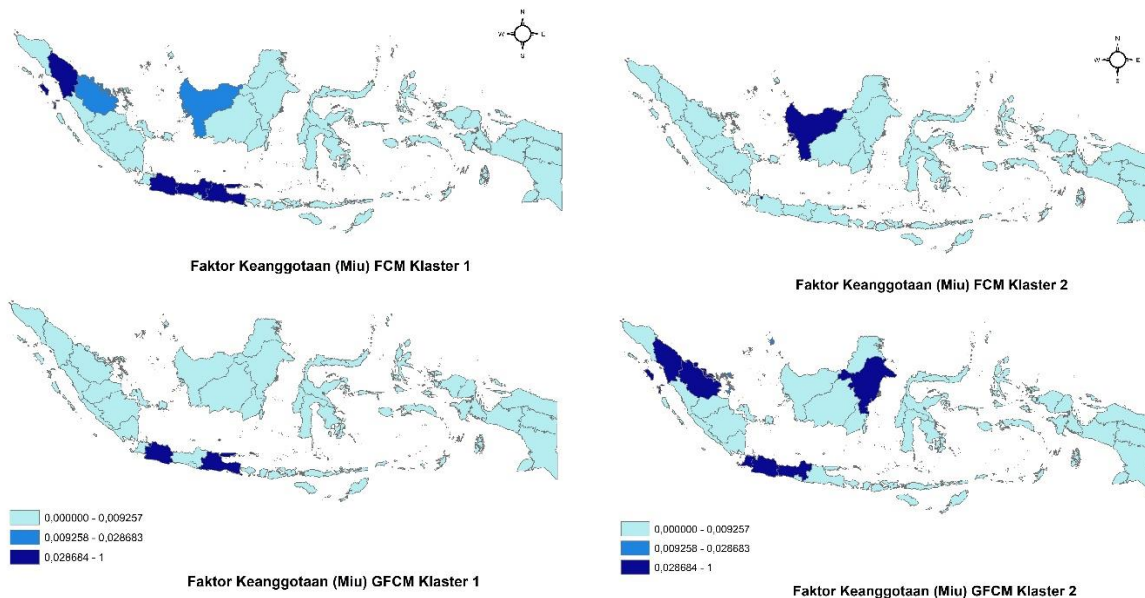 N
W E
S
Faktor Keanggotaan (Miu) FCM Klaster 1
N
W E
S
Faktor Keanggotaan (Miu) FCM Klaster 2
0,000000 - 0,009257
0,009258 - 0,028683
0,028684 - 1
Faktor Keanggotaan (Miu) GFCM Klaster 1
0,000000 - 0,009257
0,009258 - 0,028683
0,028684 - 1
Faktor Keanggotaan (Miu) GFCM Klaster 2